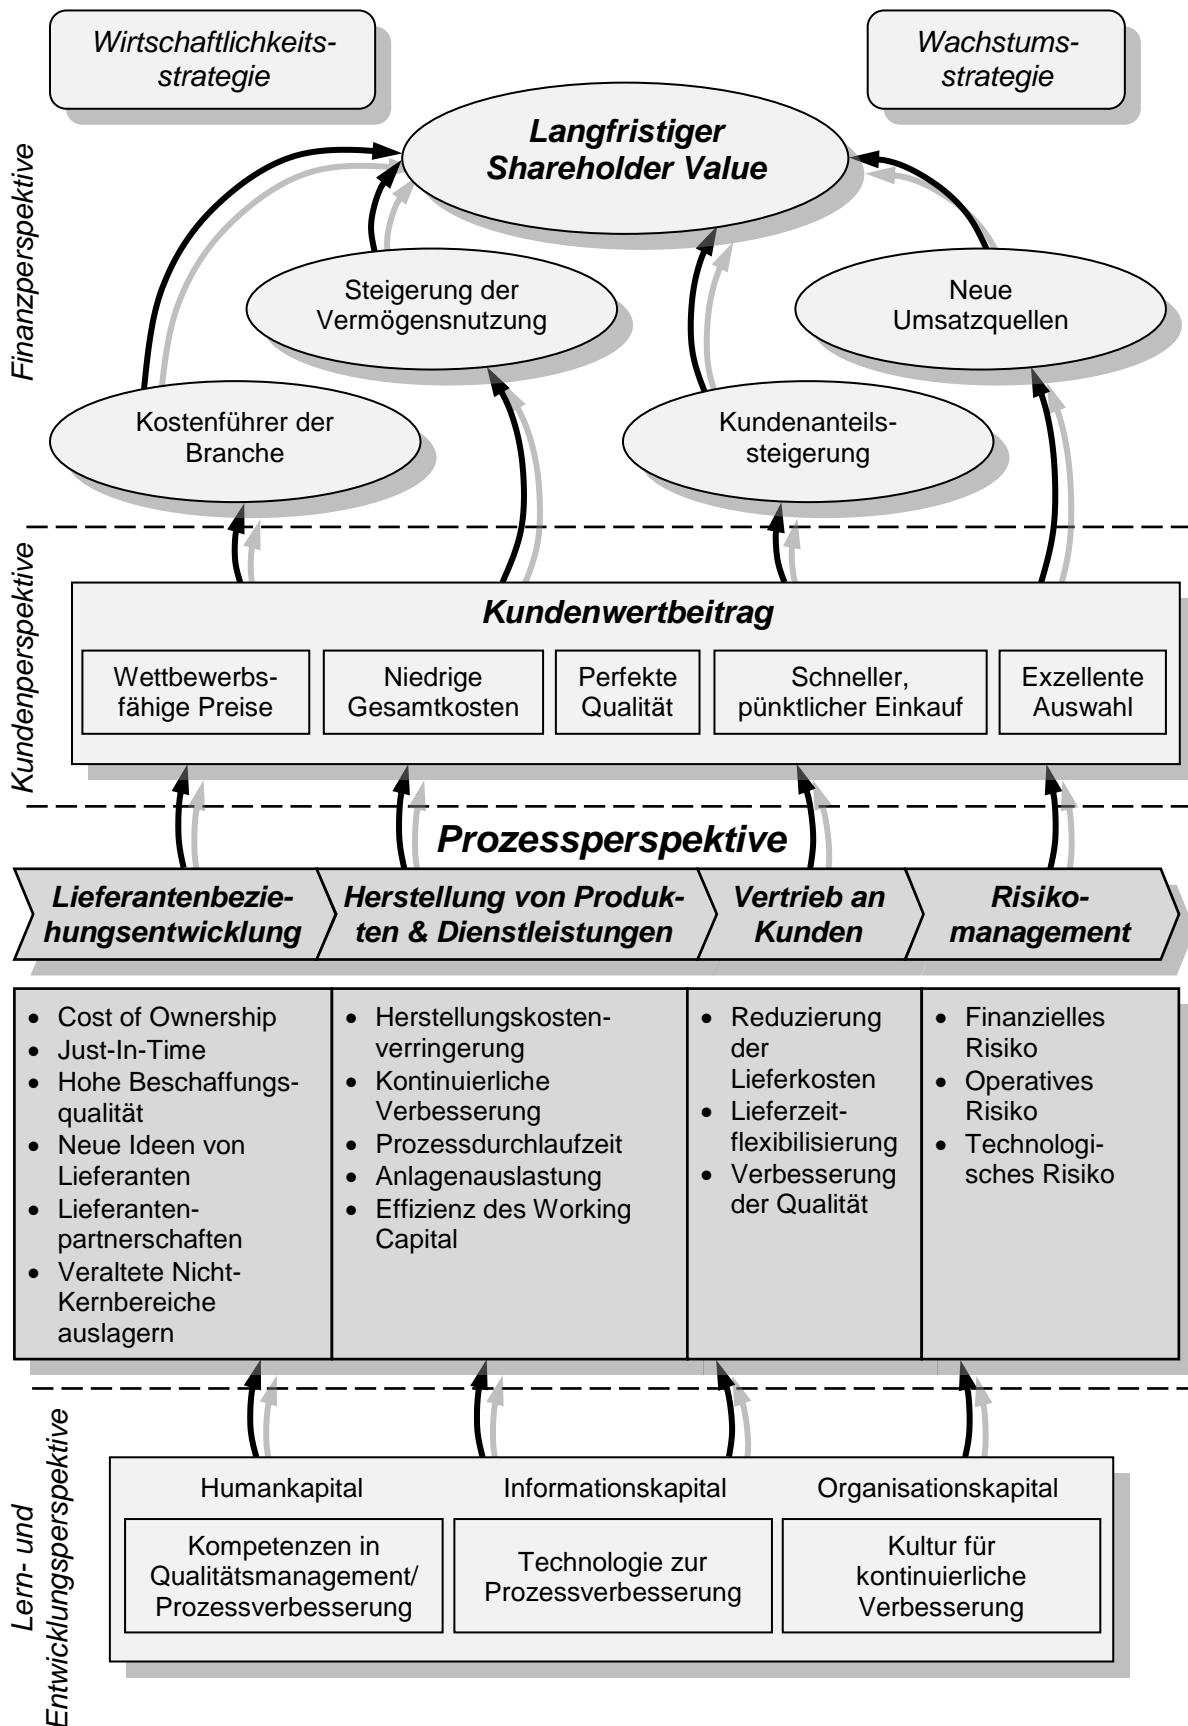 Wirtschaftlichkeits-
strategie
Wachstums-
strategie
Finanzperspektive
Langfristiger
Shareholder Value
Steigerung der
Vermögensnutzung
Neue
Umsatzquellen
Kostenführer der
Branche
Kundenanteils-
steigerung
Kundenperspektive
Kundenwertbeitrag
Wettbewerbs-
fähige Preise
Niedrige
Gesamtkosten
Perfekte
Qualität
Schneller,
pünktlicher Einkauf
Exzellente
Auswahl
Prozessperspektive
Lieferantenbezie-
hungsentwicklung
Herstellung von Produk-
ten & Dienstleistungen
Vertrieb an
Kunden
Risiko-
management
• Cost of Ownership
• Just-In-Time
• Hohe Beschaffungs-
qualität
• Neue Ideen von
Lieferanten
• Lieferanten-
partnerschaften
• Veraltete Nicht-
Kernbereiche
auslagern
• Herstellungskosten-
verringerung
• Kontinuierliche
Verbesserung
• Prozessdurchlaufzeit
• Anlagenauslastung
• Effizienz des Working
Capital
• Reduzierung
der
Lieferkosten
• Lieferzeit-
flexibilisierung
• Verbesserung
der Qualität
• Finanzielles
Risiko
• Operatives
Risiko
• Technologi-
sches Risiko
Lern- und
Entwicklungsperspektive
Humankapital
Kompetenzen in
Qualitätsmanagement/
Prozessverbesserung
Informationskapital
Technologie zur
Prozessverbesserung
Organisationskapital
Kultur für
kontinuierliche
Verbesserung